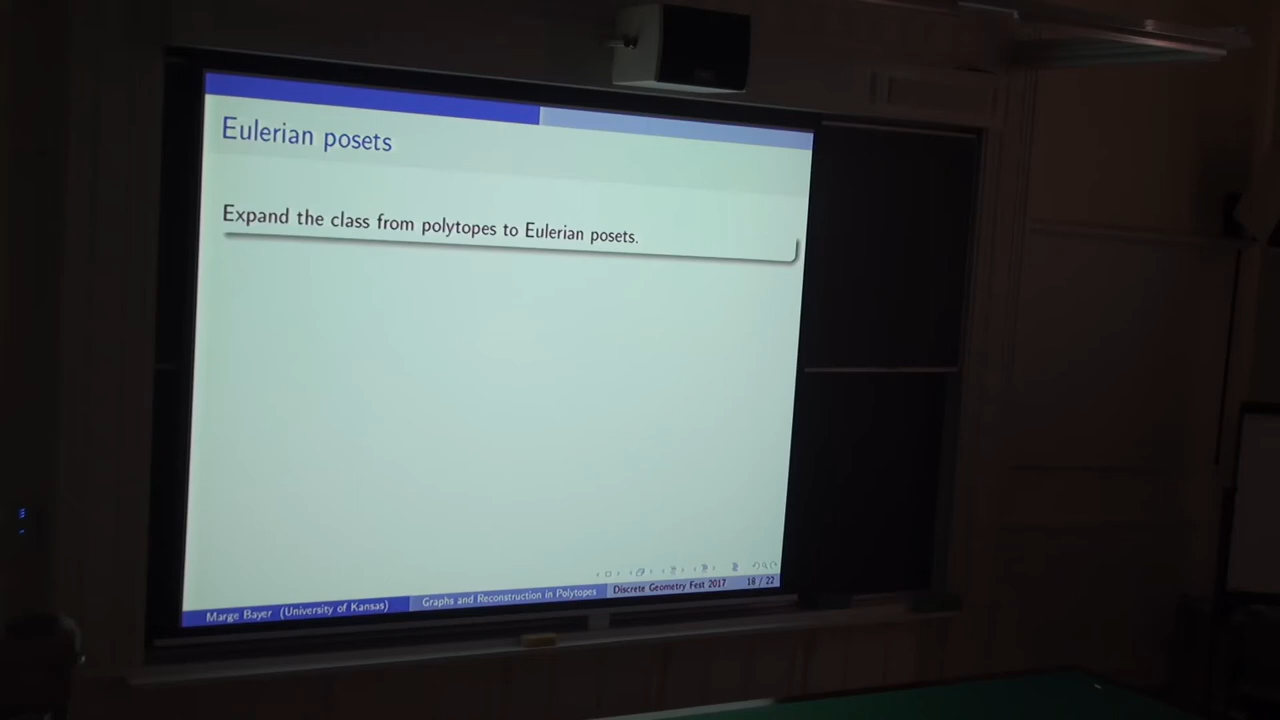 Eulerian posets
Expand the class from polytopes to Eulerian posets.
Marge Bayer (University of Kansas) Graphs and Reconstruction in Polytopes Discrete Geometry Fest 2017 18 / 22